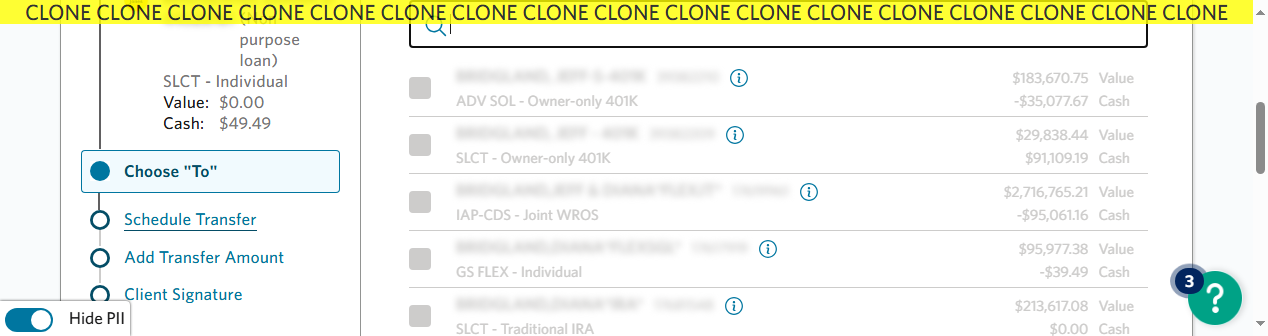 CLONE CLONE CLONE CLONE CLONE CLONE CLONE CLONE CLONE CLONE CLONE CLONE CLONE CLONE CLONE CLONE CLONE
purpose
loan)
SLCT - Individual
Value: $0.00
Cash: $49.49
Choose "To"
Schedule Transfer
Add Transfer Amount
Client Signature
Hide PII
$183,670.75 Value
ADV SOL - Owner-only 401K -$35,077.67 Cash
$29,838.44 Value
SLCT - Owner-only 401K $91,109.19 Cash
$2,716,765.21 Value
IAP-CDS - Joint WROS -$95,061.16 Cash
$95,977.38 Value
GS FLEX - Individual -$39.49 Cash
$213,617.08 Value
SLCT - Traditional IRA $0.00 Cash
3
?